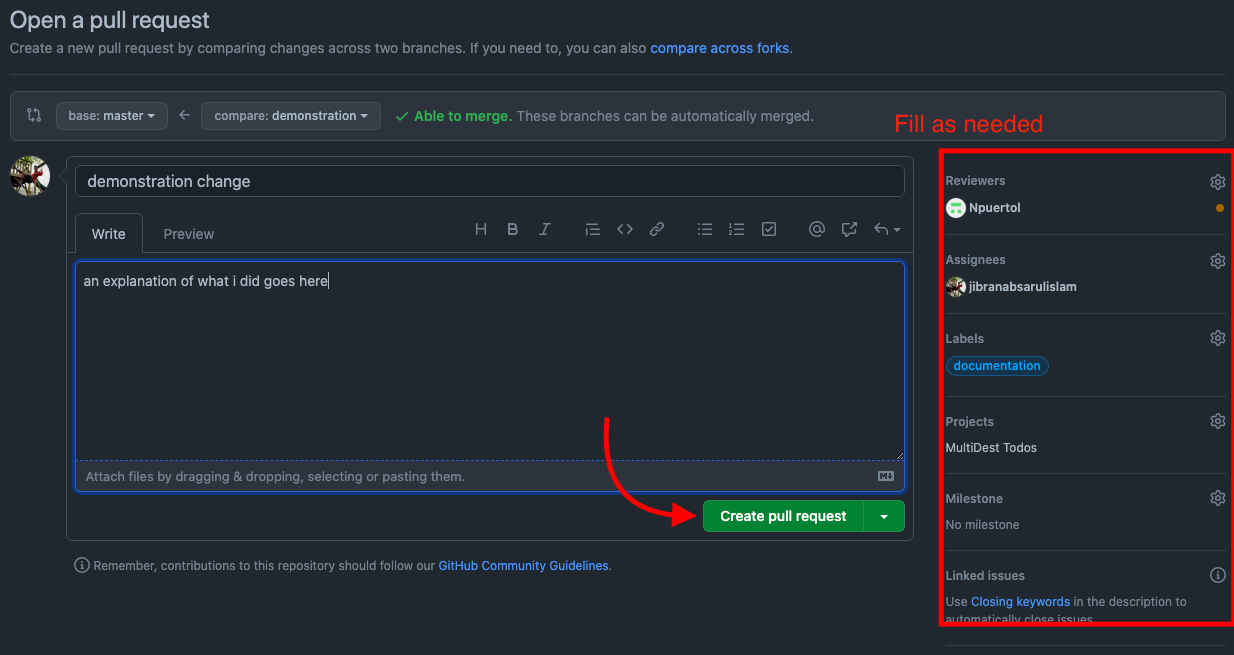 Open a pull request
Create a new pull request by comparing changes across two branches. If you need to, you can also compare across forks.
base: master
compare: demonstration
Able to merge. These branches can be automatically merged.
Fill as needed
demonstration change
Write
Preview
H B I
an explanation of what i did goes here
Attach files by dragging & dropping, selecting or pasting them.
Create pull request
Remember, contributions to this repository should follow our GitHub Community Guidelines.
Reviewers
Npuertol
Assignees
jibranabsarulislam
Labels
documentation
Projects
MultiDest Todos
Milestone
No milestone
Linked issues
Use Closing keywords in the description to
automatically close issues.